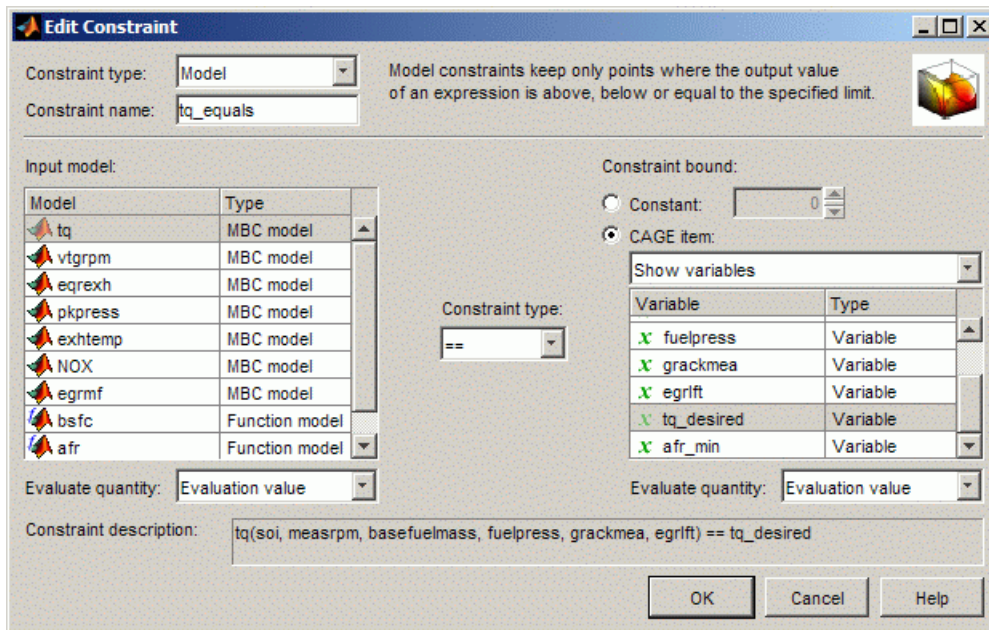 Edit Constraint
Constraint type: Model
Model constraints keep only points where the output value
of an expression is above, below or equal to the specified limit.
Constraint name: tq_equals
Input model:
Constraint bound:
Constant: 0
CAGE item:
Show variables
Model Type
tq MBC model
vtgrpm MBC model
eqrexh MBC model
pkpress MBC model
exhtemp MBC model
NOX MBC model
egrmf MBC model
bsfc Function model
afr Function model
Constraint type:
==
Variable Type
fuelpress Variable
grackmea Variable
egrlft Variable
tq_desired Variable
afr_min Variable
Evaluate quantity: Evaluation value
Evaluate quantity: Evaluation value
Constraint description: tq(soi, measrpm, basefuelmass, fuelpress, grackmea, egrlft) == tq_desired
OK Cancel Help